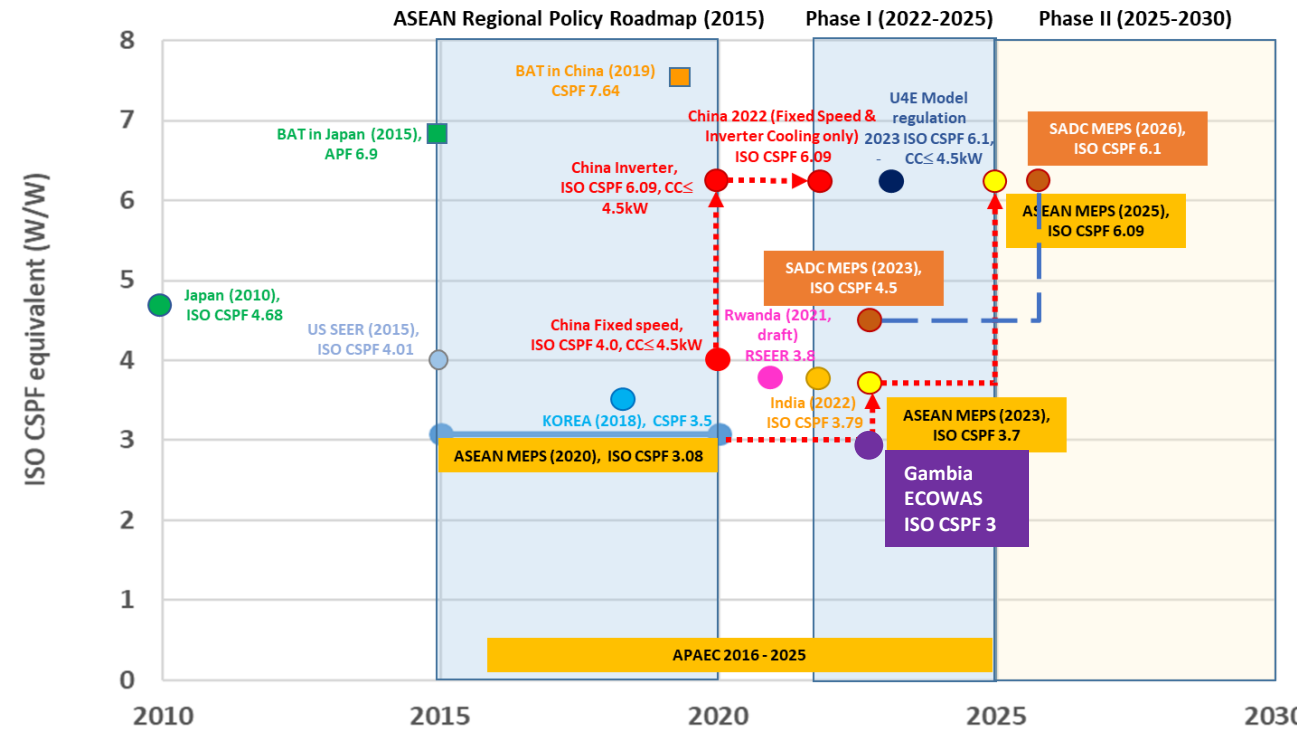 ASEAN Regional Policy Roadmap (2015)
Phase I (2022-2025)
Phase II (2025-2030)
ISO CSPF equivalent (W/W)
8
7
6
5
4
3
2
1
0
BAT in China (2019)
CSPF 7.64
BAT in Japan (2015),
APF 6.9
China 2022 (Fixed Speed &
Inverter Cooling only)
ISO CSPF 6.09
U4E Model
regulation
2023 ISO CSPF 6.1,
CC≤ 4.5kW
-
SADC MEPS (2026),
ISO CSPF 6.1
China Inverter,
ISO CSPF 6.09, CC≤
4.5kW
ASEAN MEPS (2025),
ISO CSPF 6.09
SADC MEPS (2023),
ISO CSPF 4.5
Japan (2010),
ISO CSPF 4.68
US SEER (2015),
ISO CSPF 4.01
China Fixed speed,
ISO CSPF 4.0, CC≤ 4.5kW
Rwanda (2021,
draft)
RSEER 3.8
India (2022)
ISO CSPF 3.79
KOREA (2018), CSPF 3.5
ASEAN MEPS (2023),
ISO CSPF 3.7
ASEAN MEPS (2020), ISO CSPF 3.08
Gambia
ECOWAS
ISO CSPF 3
APAEC 2016 - 2025
2010
2015
2020
2025
2030